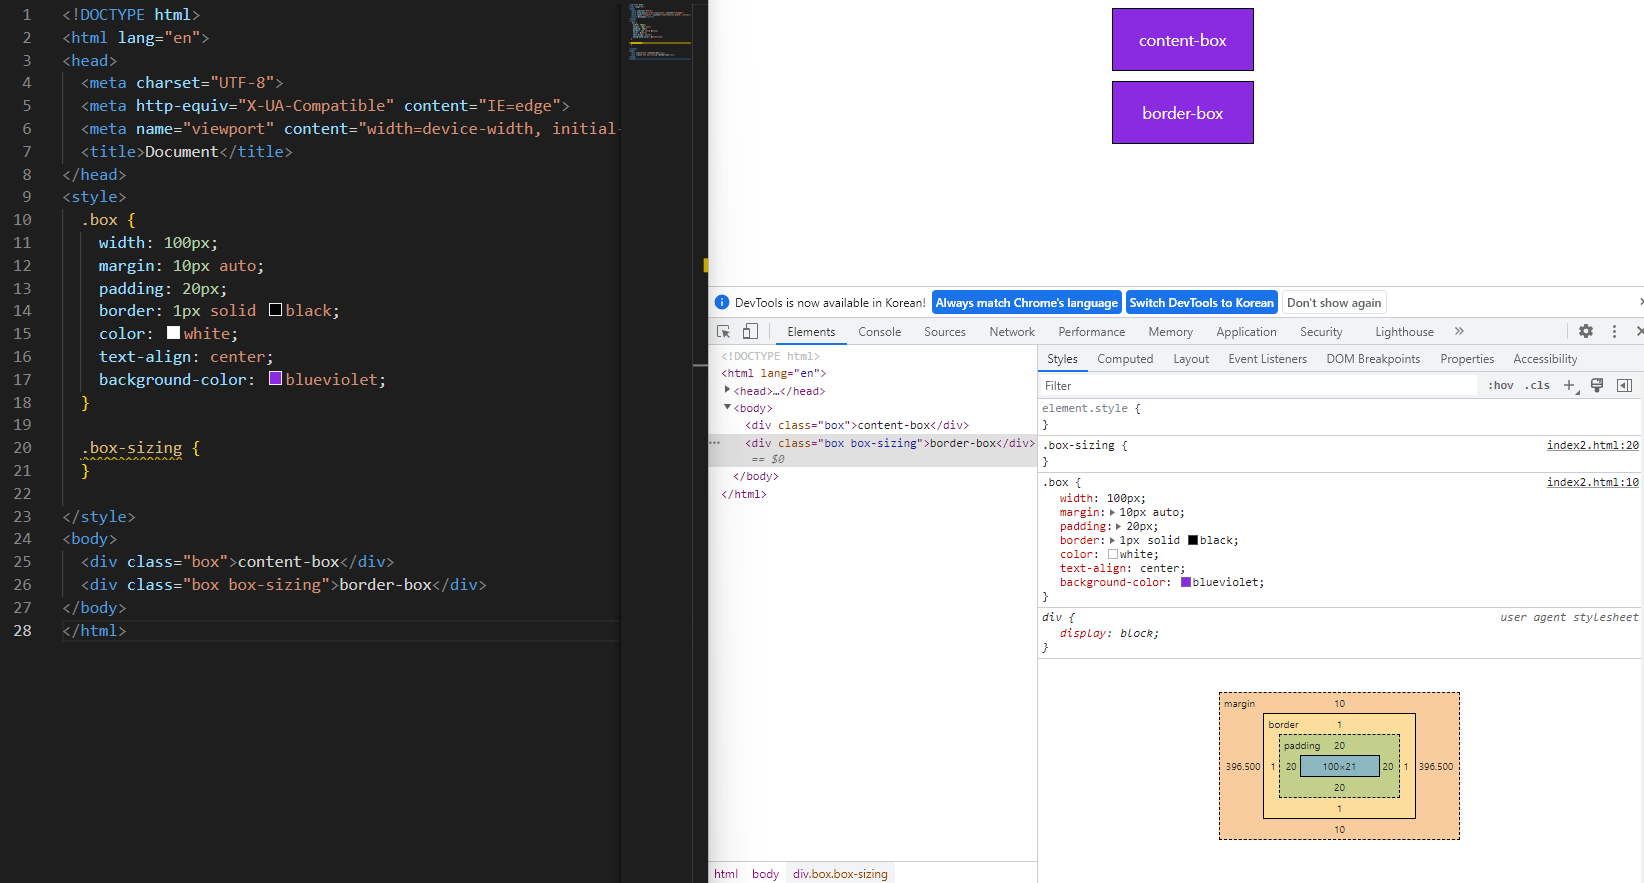 1 <!DOCTYPE html>
2 <html lang="en">
3 <head>
4 <meta charset="UTF-8">
5 <meta http-equiv="X-UA-Compatible" content="IE=edge">
6 <meta name="viewport" content="width=device-width, initial-
7 <title>Document</title>
8 </head>
9 <style>
10 .box {
11 width: 100px;
12 margin: 10px auto;
13 padding: 20px;
14 border: 1px solid black;
15 color: white;
16 text-align: center;
17 background-color: blueviolet;
18 }
19
20 .box-sizing {
21 }
22
23 </style>
24 <body>
25 <div class="box">content-box</div>
26 <div class="box box-sizing">border-box</div>
27 </body>
28 </html>
content-box
border-box
DevTools is now available in Korean! Always match Chrome's language Switch DevTools to Korean Don't show again
Elements Console Sources Network Performance Memory Application Security Lighthouse »
<!DOCTYPE html>
<html lang="en">
<head>…</head>
<body>
<div class="box">content-box</div>
<div class="box box-sizing">border-box</div>
== $0
</body>
</html>
html body div.box.box-sizing
Styles Computed Layout Event Listeners DOM Breakpoints Properties Accessibility
Filter :hov .cls +
element.style {
}
.box-sizing { index2.html:20
}
.box { index2.html:10
width: 100px;
margin: 10px auto;
padding: 20px;
border: 1px solid black;
color: white;
text-align: center;
background-color: blueviolet;
}
div { user agent stylesheet
display: block;
}
margin 10
border 1
padding 20
396.500 1 20 100×21 20 1 396.500
20
1
10